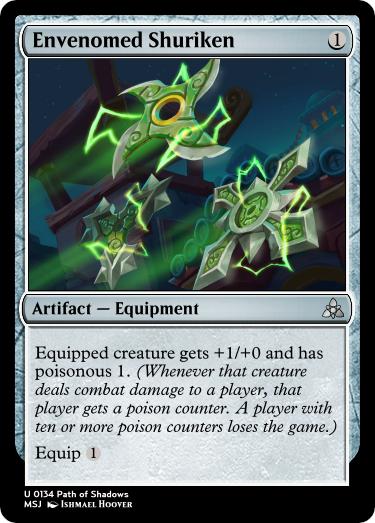 Envenomed Shuriken 1
Artifact — Equipment
Equipped creature gets +1/+0 and has
poisonous 1. (Whenever that creature
deals combat damage to a player, that
player gets a poison counter. A player with
ten or more poison counters loses the game.)
Equip 1
U 0134 Path of Shadows
MSJ Ishmael Hoover